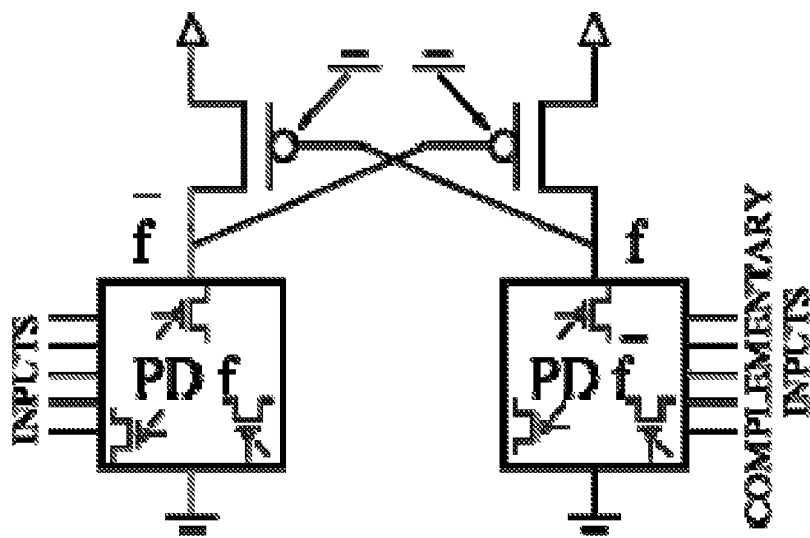 f̅ f
INPUTS
PD f
PD f̅
COMPLEMENTARY
INPUTS